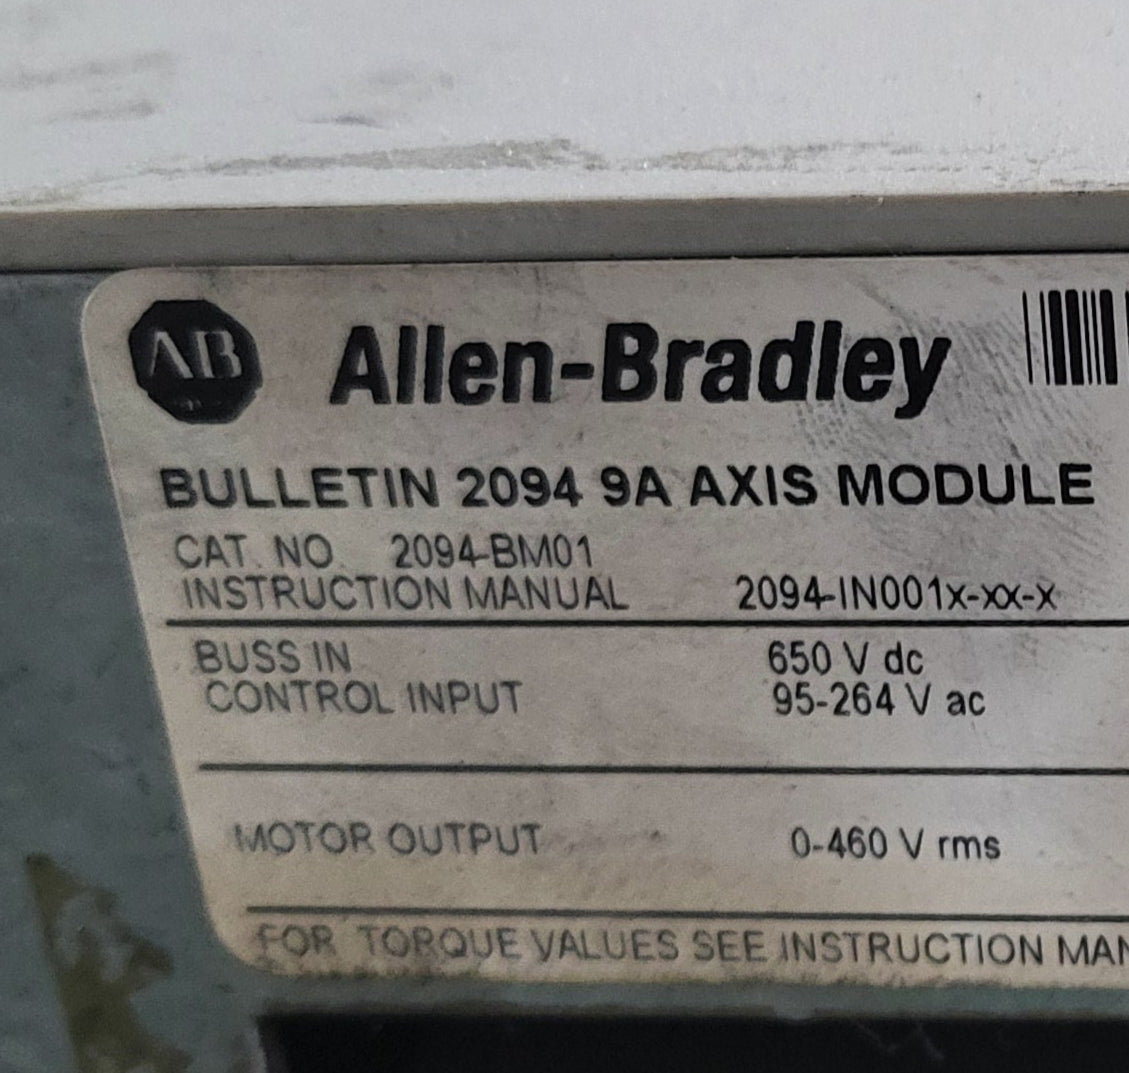 AB
Allen-Bradley
BULLETIN 2094 9A AXIS MODULE
CAT. NO. 2094-BM01
INSTRUCTION MANUAL 2094-IN001x-xx-x
BUSS IN 650 V dc
CONTROL INPUT 95-264 V ac
MOTOR OUTPUT 0-460 V rms
FOR TORQUE VALUES SEE INSTRUCTION